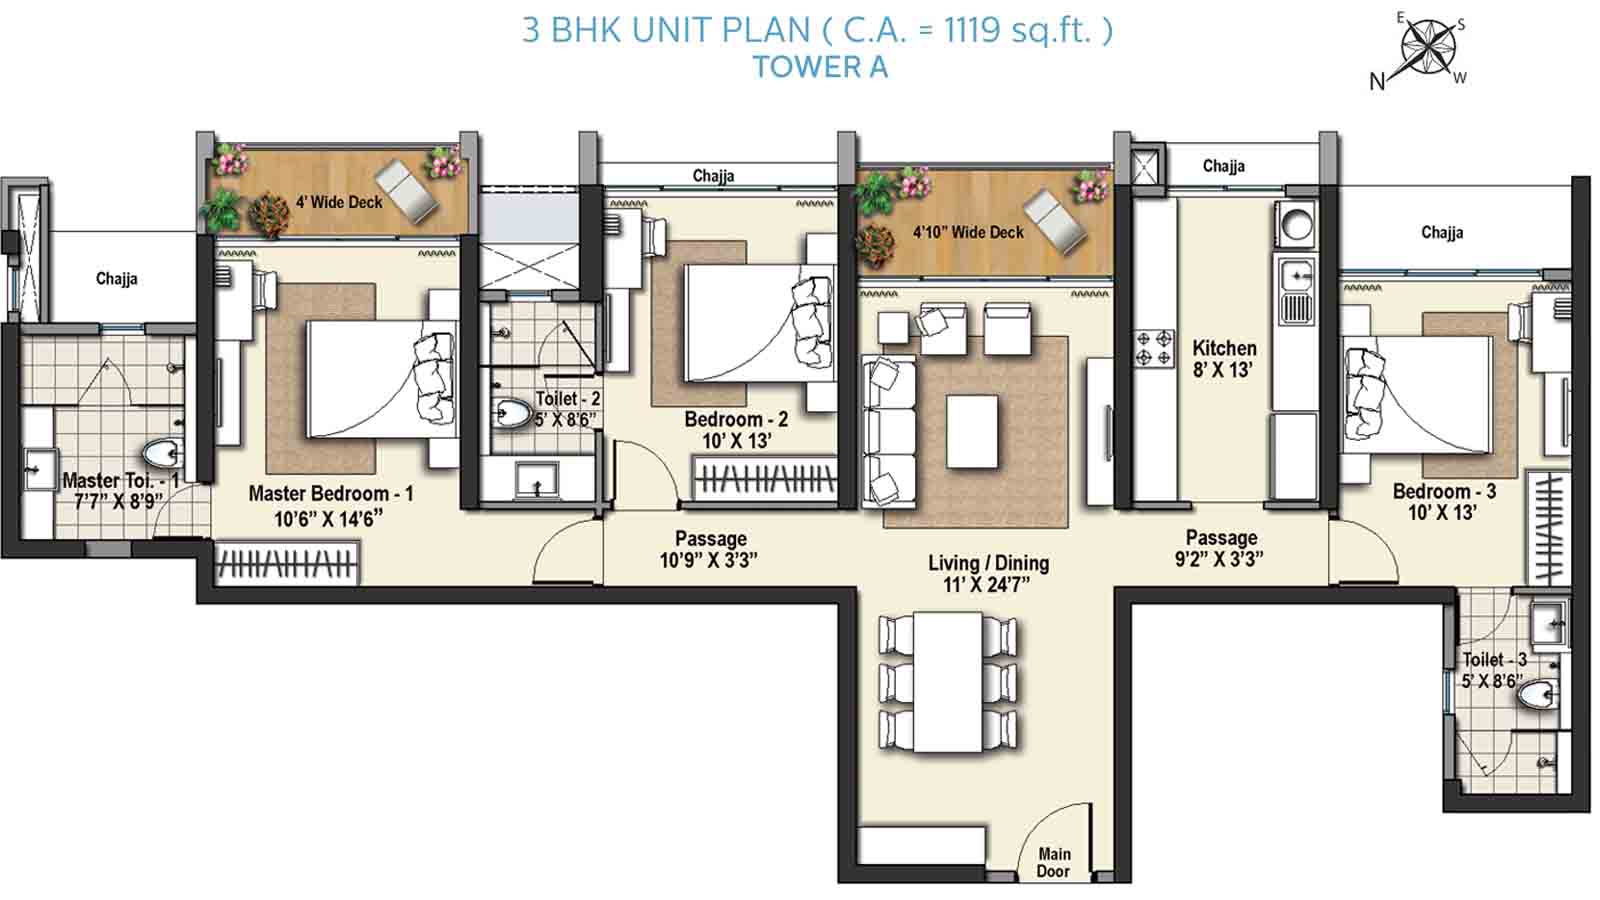 3 BHK UNIT PLAN ( C.A. = 1119 sq.ft. )
TOWER A
E
S
N
W
Chajja
4' Wide Deck
Chajja
4'10” Wide Deck
Chajja
Chajja
Master Toi. - 1
7'7” X 8'9”
Master Bedroom - 1
10'6” X 14'6”
Toilet - 2
5' X 8'6”
Bedroom - 2
10' X 13'
Kitchen
8' X 13'
Bedroom - 3
10' X 13'
Passage
10'9” X 3'3”
Living / Dining
11' X 24'7”
Passage
9'2” X 3'3”
Toilet - 3
5' X 8'6”
Main
Door